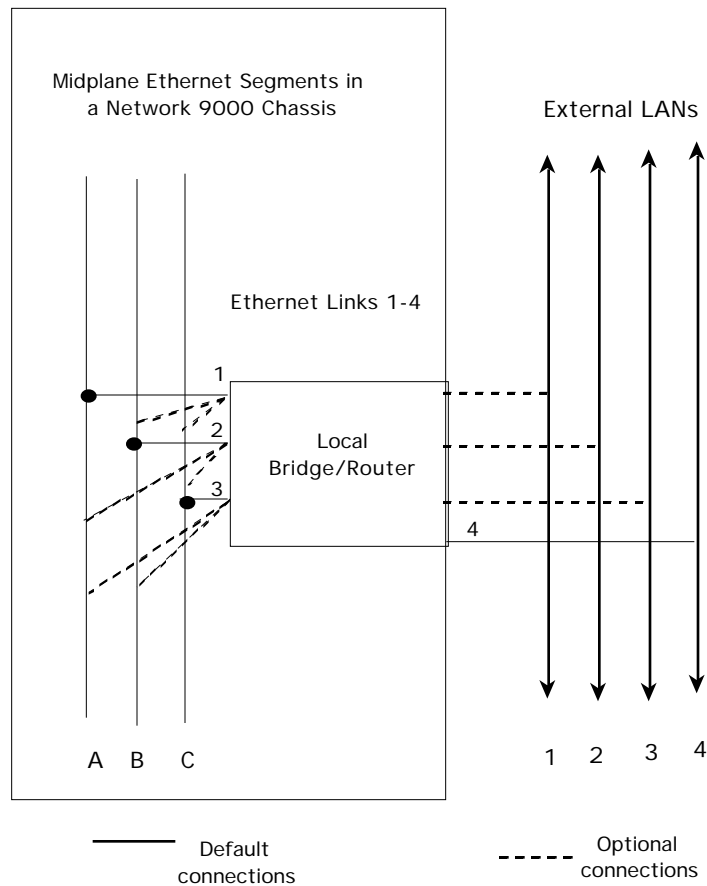 Midplane Ethernet Segments in
a Network 9000 Chassis
External LANs
Ethernet Links 1-4
1
2
3
Local
Bridge/Router
4
A B C
1 2 3 4
Default
connections
Optional
connections